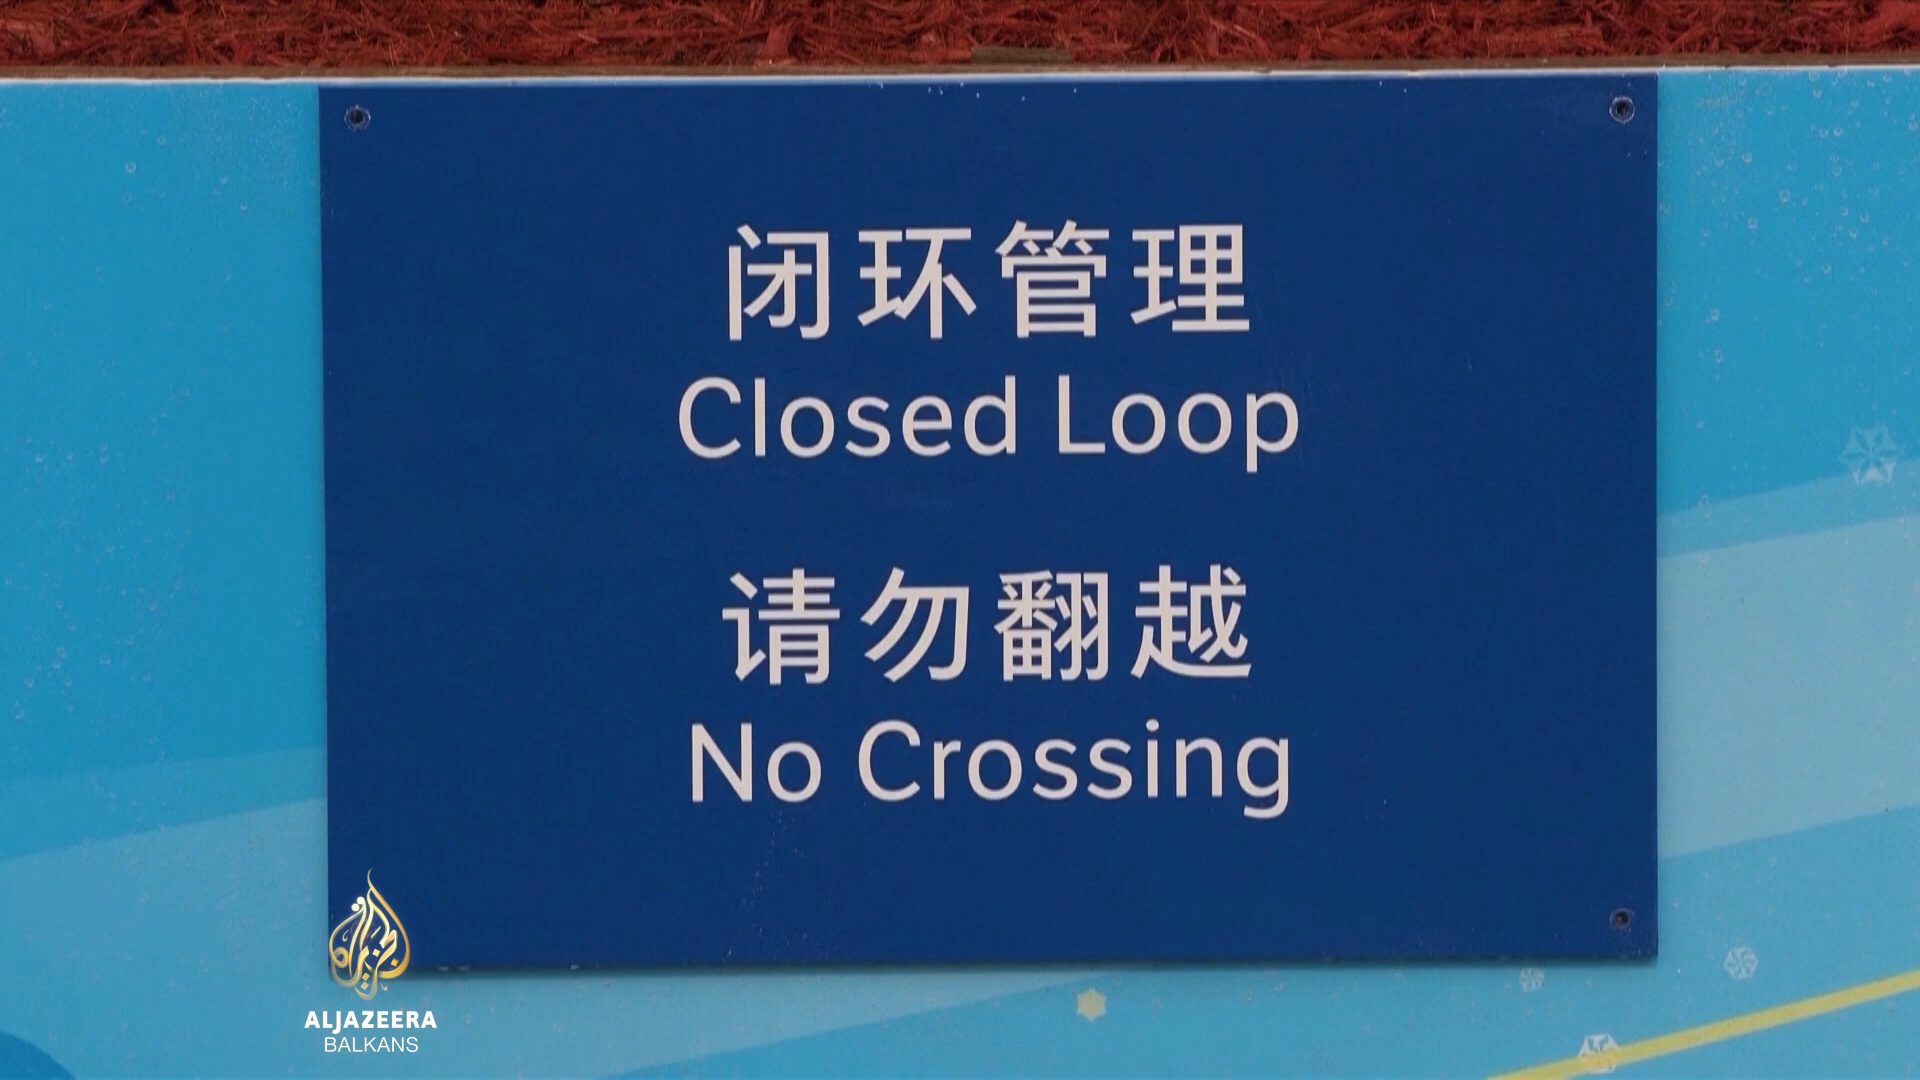 闭环管理
Closed Loop
请勿翻越
No Crossing
ALJAZEERA
BALKANS